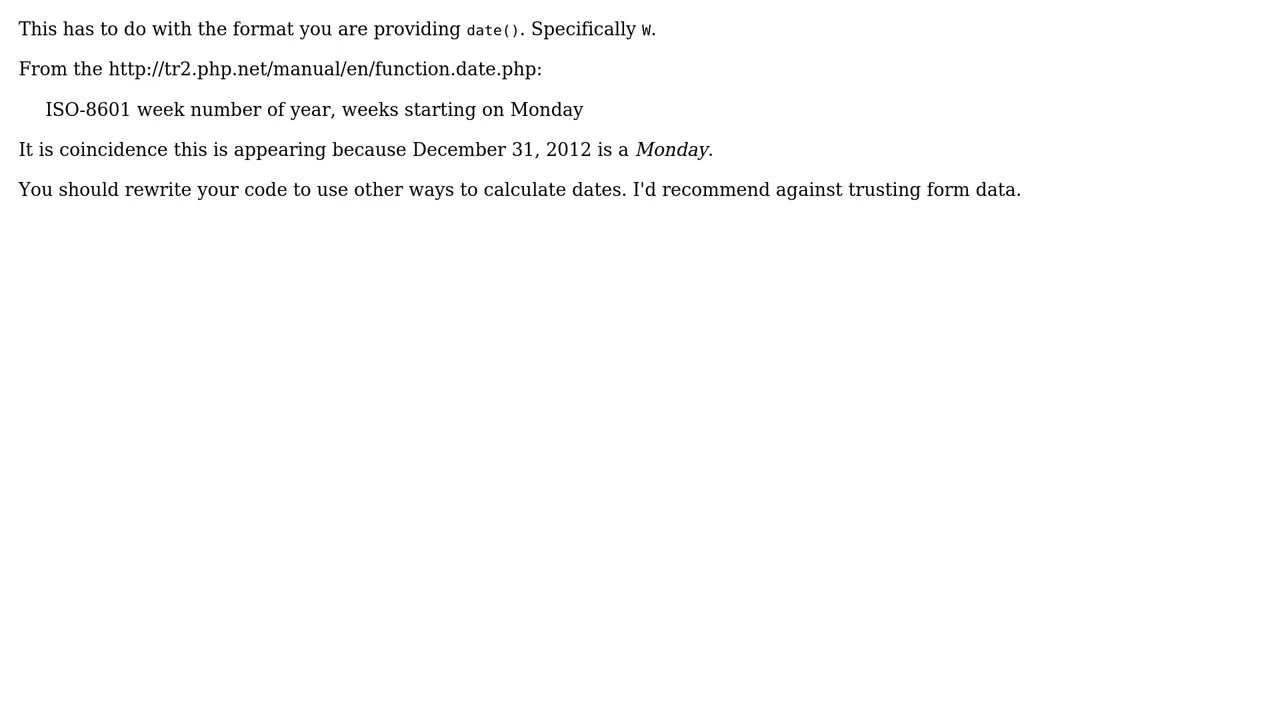 This has to do with the format you are providing date(). Specifically W.
From the http://tr2.php.net/manual/en/function.date.php:
ISO-8601 week number of year, weeks starting on Monday
It is coincidence this is appearing because December 31, 2012 is a Monday.
You should rewrite your code to use other ways to calculate dates. I'd recommend against trusting form data.